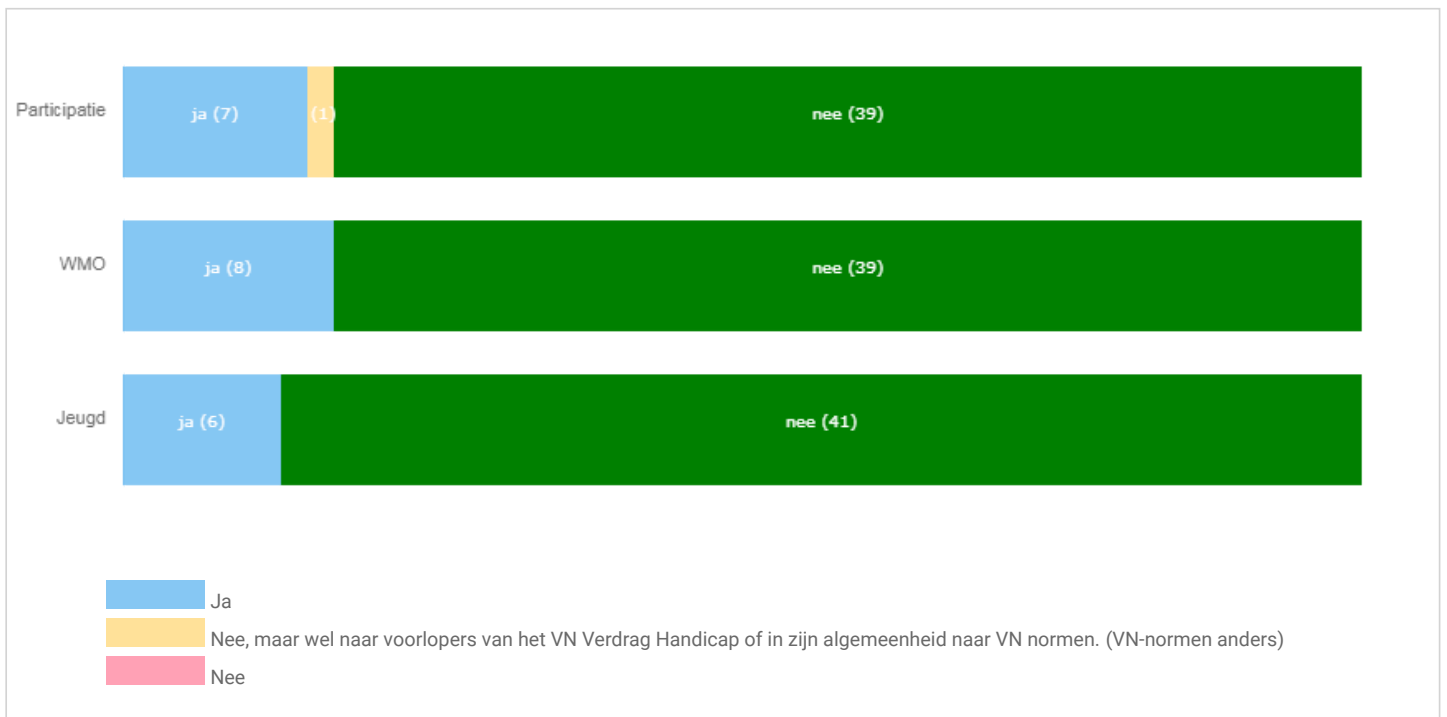 Participatie
ja (7)
(1)
nee (39)
WMO
ja (8)
nee (39)
Jeugd
ja (6)
nee (41)
Ja
Nee, maar wel naar voorlopers van het VN Verdrag Handicap of in zijn algemeenheid naar VN normen. (VN-normen anders)
Nee